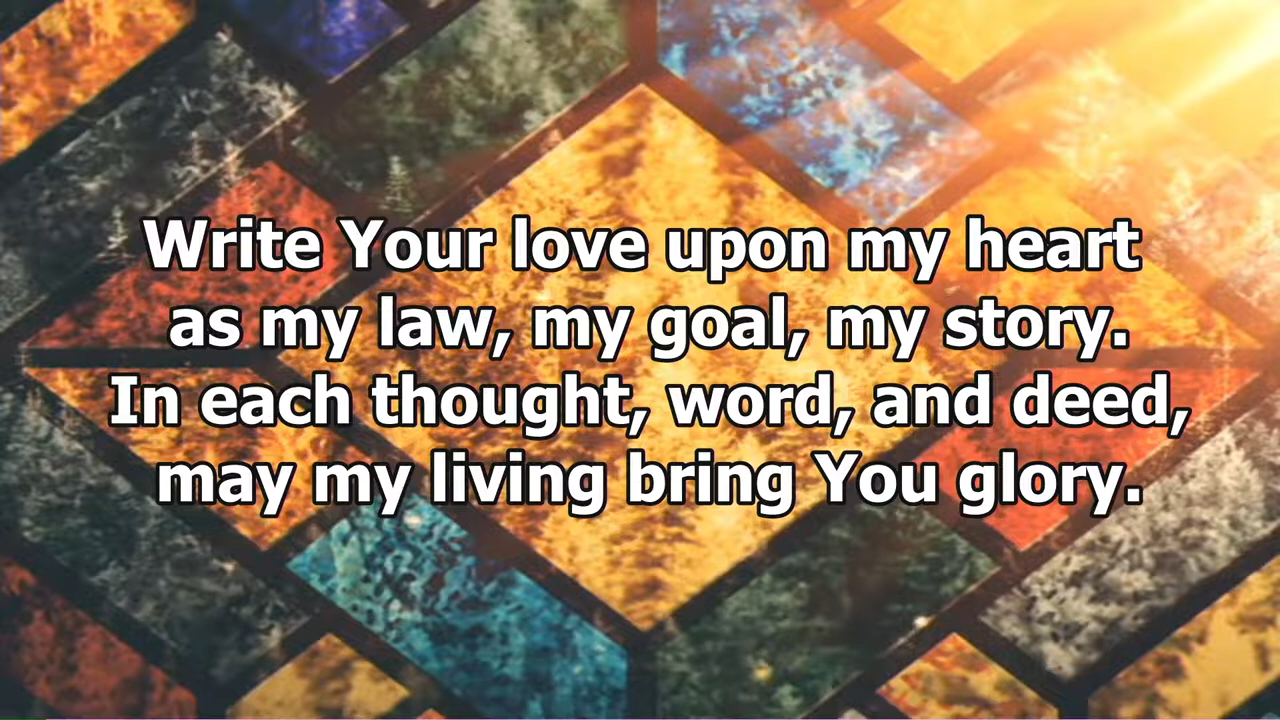 Write Your love upon my heart
as my law, my goal, my story.
In each thought, word, and deed,
may my living bring You glory.